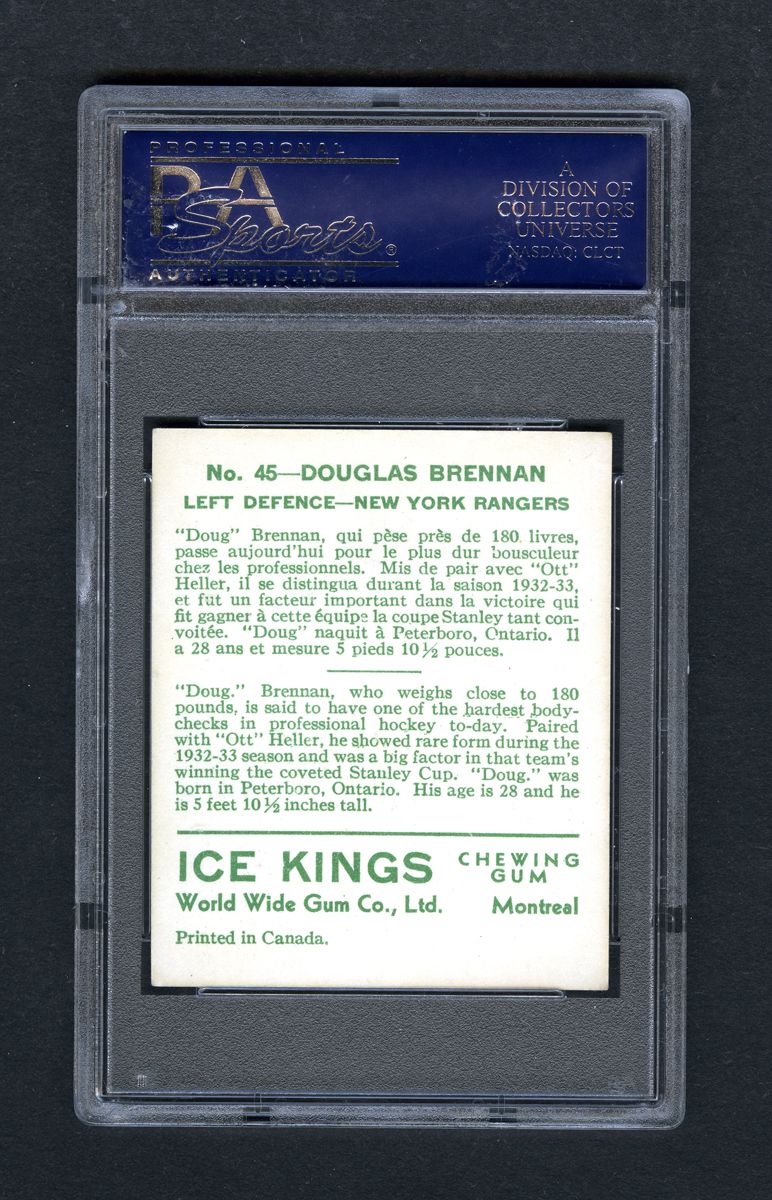 PROFESSIONAL
PSA
Sports®
AUTHENTICATOR
A
DIVISION OF
COLLECTORS
UNIVERSE
NASDAQ: CLCT
No. 45—DOUGLAS BRENNAN
LEFT DEFENCE—NEW YORK RANGERS
"Doug" Brennan, qui pèse près de 180 livres,
passe aujourd'hui pour le plus dur bousculeur
chez les professionnels. Mis de pair avec "Ott"
Heller, il se distingua durant la saison 1932-33,
et fut un facteur important dans la victoire qui
fit gagner à cette équipe la coupe Stanley tant con-
voitée. "Doug" naquit à Peterboro, Ontario. Il
a 28 ans et mesure 5 pieds 10½ pouces.
"Doug." Brennan, who weighs close to 180
pounds, is said to have one of the hardest body-
checks in professional hockey to-day. Paired
with "Ott" Heller, he showed rare form during the
1932-33 season and was a big factor in that team's
winning the coveted Stanley Cup. "Doug." was
born in Peterboro, Ontario. His age is 28 and he
is 5 feet 10½ inches tall.
ICE KINGS CHEWING GUM
World Wide Gum Co., Ltd. Montreal
Printed in Canada.